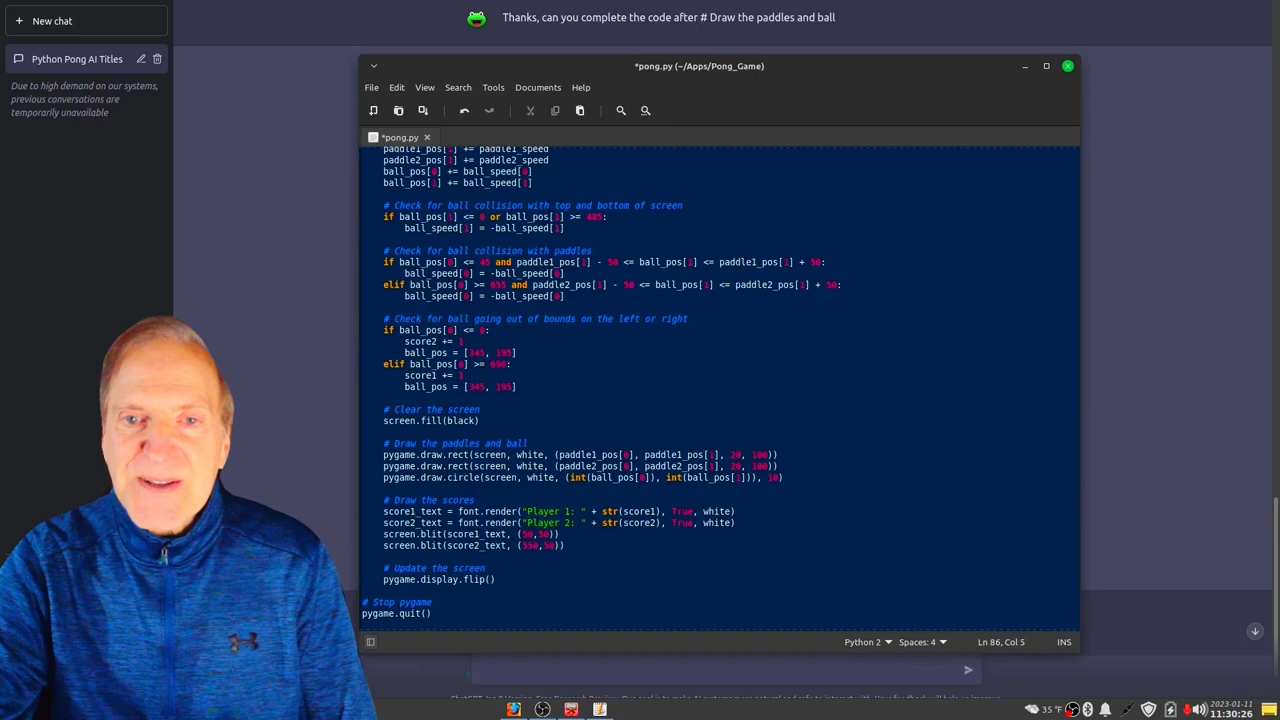 New chat
Thanks, can you complete the code after # Draw the paddles and ball
Python Pong AI Titles
Due to high demand on our systems,
previous conversations are
temporarily unavailable
*pong.py (~/Apps/Pong_Game)
File Edit View Search Tools Documents Help
*pong.py
paddle1_pos[1] += paddle1_speed
paddle2_pos[1] += paddle2_speed
ball_pos[0] += ball_speed[0]
ball_pos[1] += ball_speed[1]
# Check for ball collision with top and bottom of screen
if ball_pos[1] <= 0 or ball_pos[1] >= 485:
ball_speed[1] = -ball_speed[1]
# Check for ball collision with paddles
if ball_pos[0] <= 45 and paddle1_pos[1] - 50 <= ball_pos[1] <= paddle1_pos[1] + 50:
ball_speed[0] = -ball_speed[0]
elif ball_pos[0] >= 655 and paddle2_pos[1] - 50 <= ball_pos[1] <= paddle2_pos[1] + 50:
ball_speed[0] = -ball_speed[0]
# Check for ball going out of bounds on the left or right
if ball_pos[0] <= 0:
score2 += 1
ball_pos = [345, 195]
elif ball_pos[0] >= 690:
score1 += 1
ball_pos = [345, 195]
# Clear the screen
screen.fill(black)
# Draw the paddles and ball
pygame.draw.rect(screen, white, (paddle1_pos[0], paddle1_pos[1], 20, 100))
pygame.draw.rect(screen, white, (paddle2_pos[0], paddle2_pos[1], 20, 100))
pygame.draw.circle(screen, white, (int(ball_pos[0]), int(ball_pos[1])), 10)
# Draw the scores
score1_text = font.render("Player 1: " + str(score1), True, white)
score2_text = font.render("Player 2: " + str(score2), True, white)
screen.blit(score1_text, (50,50))
screen.blit(score2_text, (550,50))
# Update the screen
pygame.display.flip()
# Stop pygame
pygame.quit()
Python 2 Spaces: 4 Ln 86, Col 5 INS
35 °F
2023-01-11
11:30:26